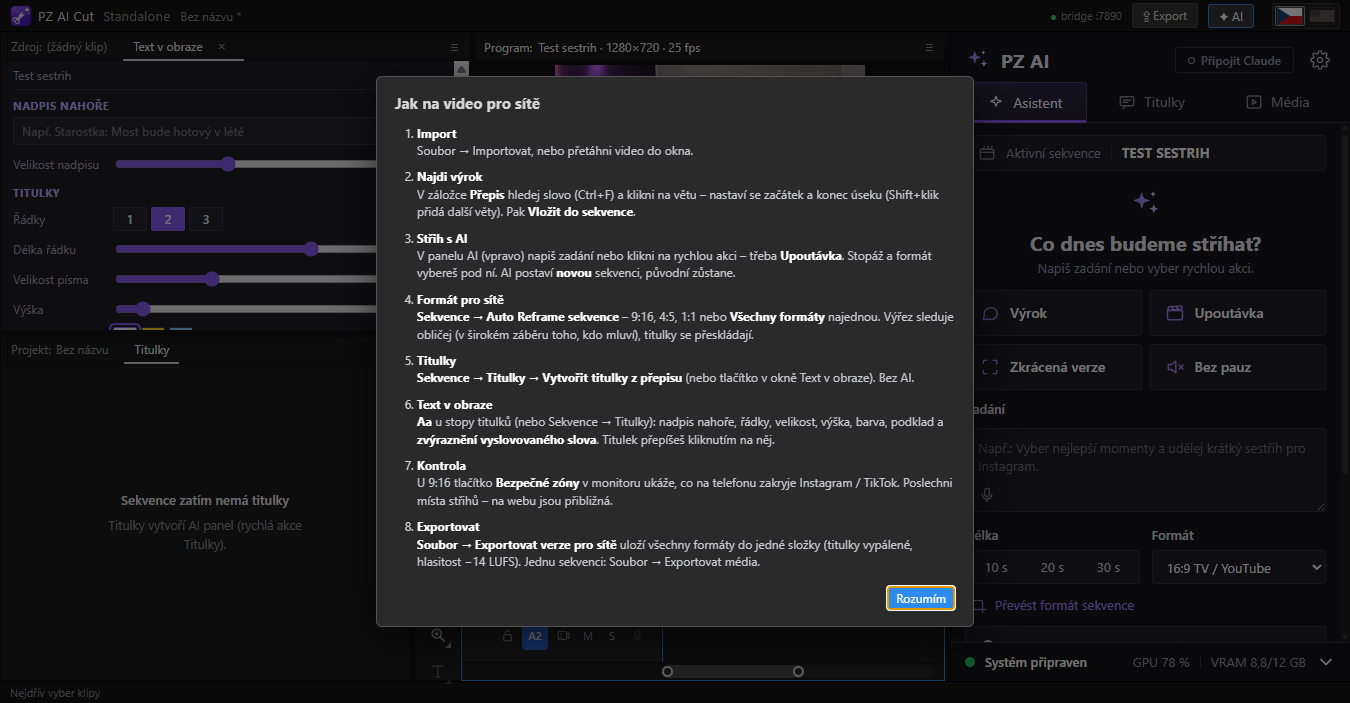 PZ AI Cut Standalone Bez názvu *
bridge :7890 Export AI
Zdroj: (žádný klip) Text v obraze ×
Program: Test sestrih · 1280×720 · 25 fps
Test sestrih
NADPIS NAHOŘE
Např. Starostka: Most bude hotový v létě
Velikost nadpisu
TITULKY
Řádky 1 2 3
Délka řádku
Velikost písma
Výška
Projekt: Bez názvu Titulky
Sekvence zatím nemá titulky
Titulky vytvoří AI panel (rychlá akce
Titulky).
Jak na video pro sítě
1. Import
Soubor → Importovat, nebo přetáhni video do okna.
2. Najdi výrok
V záložce Přepis hledej slovo (Ctrl+F) a klikni na větu – nastaví se začátek a konec úseku (Shift+klik
přidá další věty). Pak Vložit do sekvence.
3. Střih s AI
V panelu AI (vpravo) napiš zadání nebo klikni na rychlou akci – třeba Upoutávka. Stopáž a formát
vybereš pod ní. AI postaví novou sekvenci, původní zůstane.
4. Formát pro sítě
Sekvence → Auto Reframe sekvence – 9:16, 4:5, 1:1 nebo Všechny formáty najednou. Výřez sleduje
obličej (v širokém záběru toho, kdo mluví), titulky se přeskládají.
5. Titulky
Sekvence → Titulky → Vytvořit titulky z přepisu (nebo tlačítko v okně Text v obraze). Bez AI.
6. Text v obraze
Aa u stopy titulků (nebo Sekvence → Titulky): nadpis nahoře, řádky, velikost, výška, barva, podklad a
zvýraznění vyslovovaného slova. Titulek přepíšeš kliknutím na něj.
7. Kontrola
U 9:16 tlačítko Bezpečné zóny v monitoru ukáže, co na telefonu zakryje Instagram / TikTok. Poslechni
místa střihů – na webu jsou přibližná.
8. Exportovat
Soubor → Exportovat verze pro sítě uloží všechny formáty do jedné složky (titulky vypálené,
hlasitost −14 LUFS). Jednu sekvenci: Soubor → Exportovat média.
Rozumím
A2 M S
PZ AI Připojit Claude
Asistent Titulky Média
Aktivní sekvence TEST SESTRIH
Co dnes budeme stříhat?
Napiš zadání nebo vyber rychlou akci.
Výrok Upoutávka
Zkrácená verze Bez pauz
adání
Např.: Vyber nejlepší momenty a udělej krátký sestřih pro
Instagram.
élka Formát
10 s 20 s 30 s 16:9 TV / YouTube
Převést formát sekvence
Systém připraven GPU 78 % VRAM 8,8/12 GB
Nejdřív vyber klipy